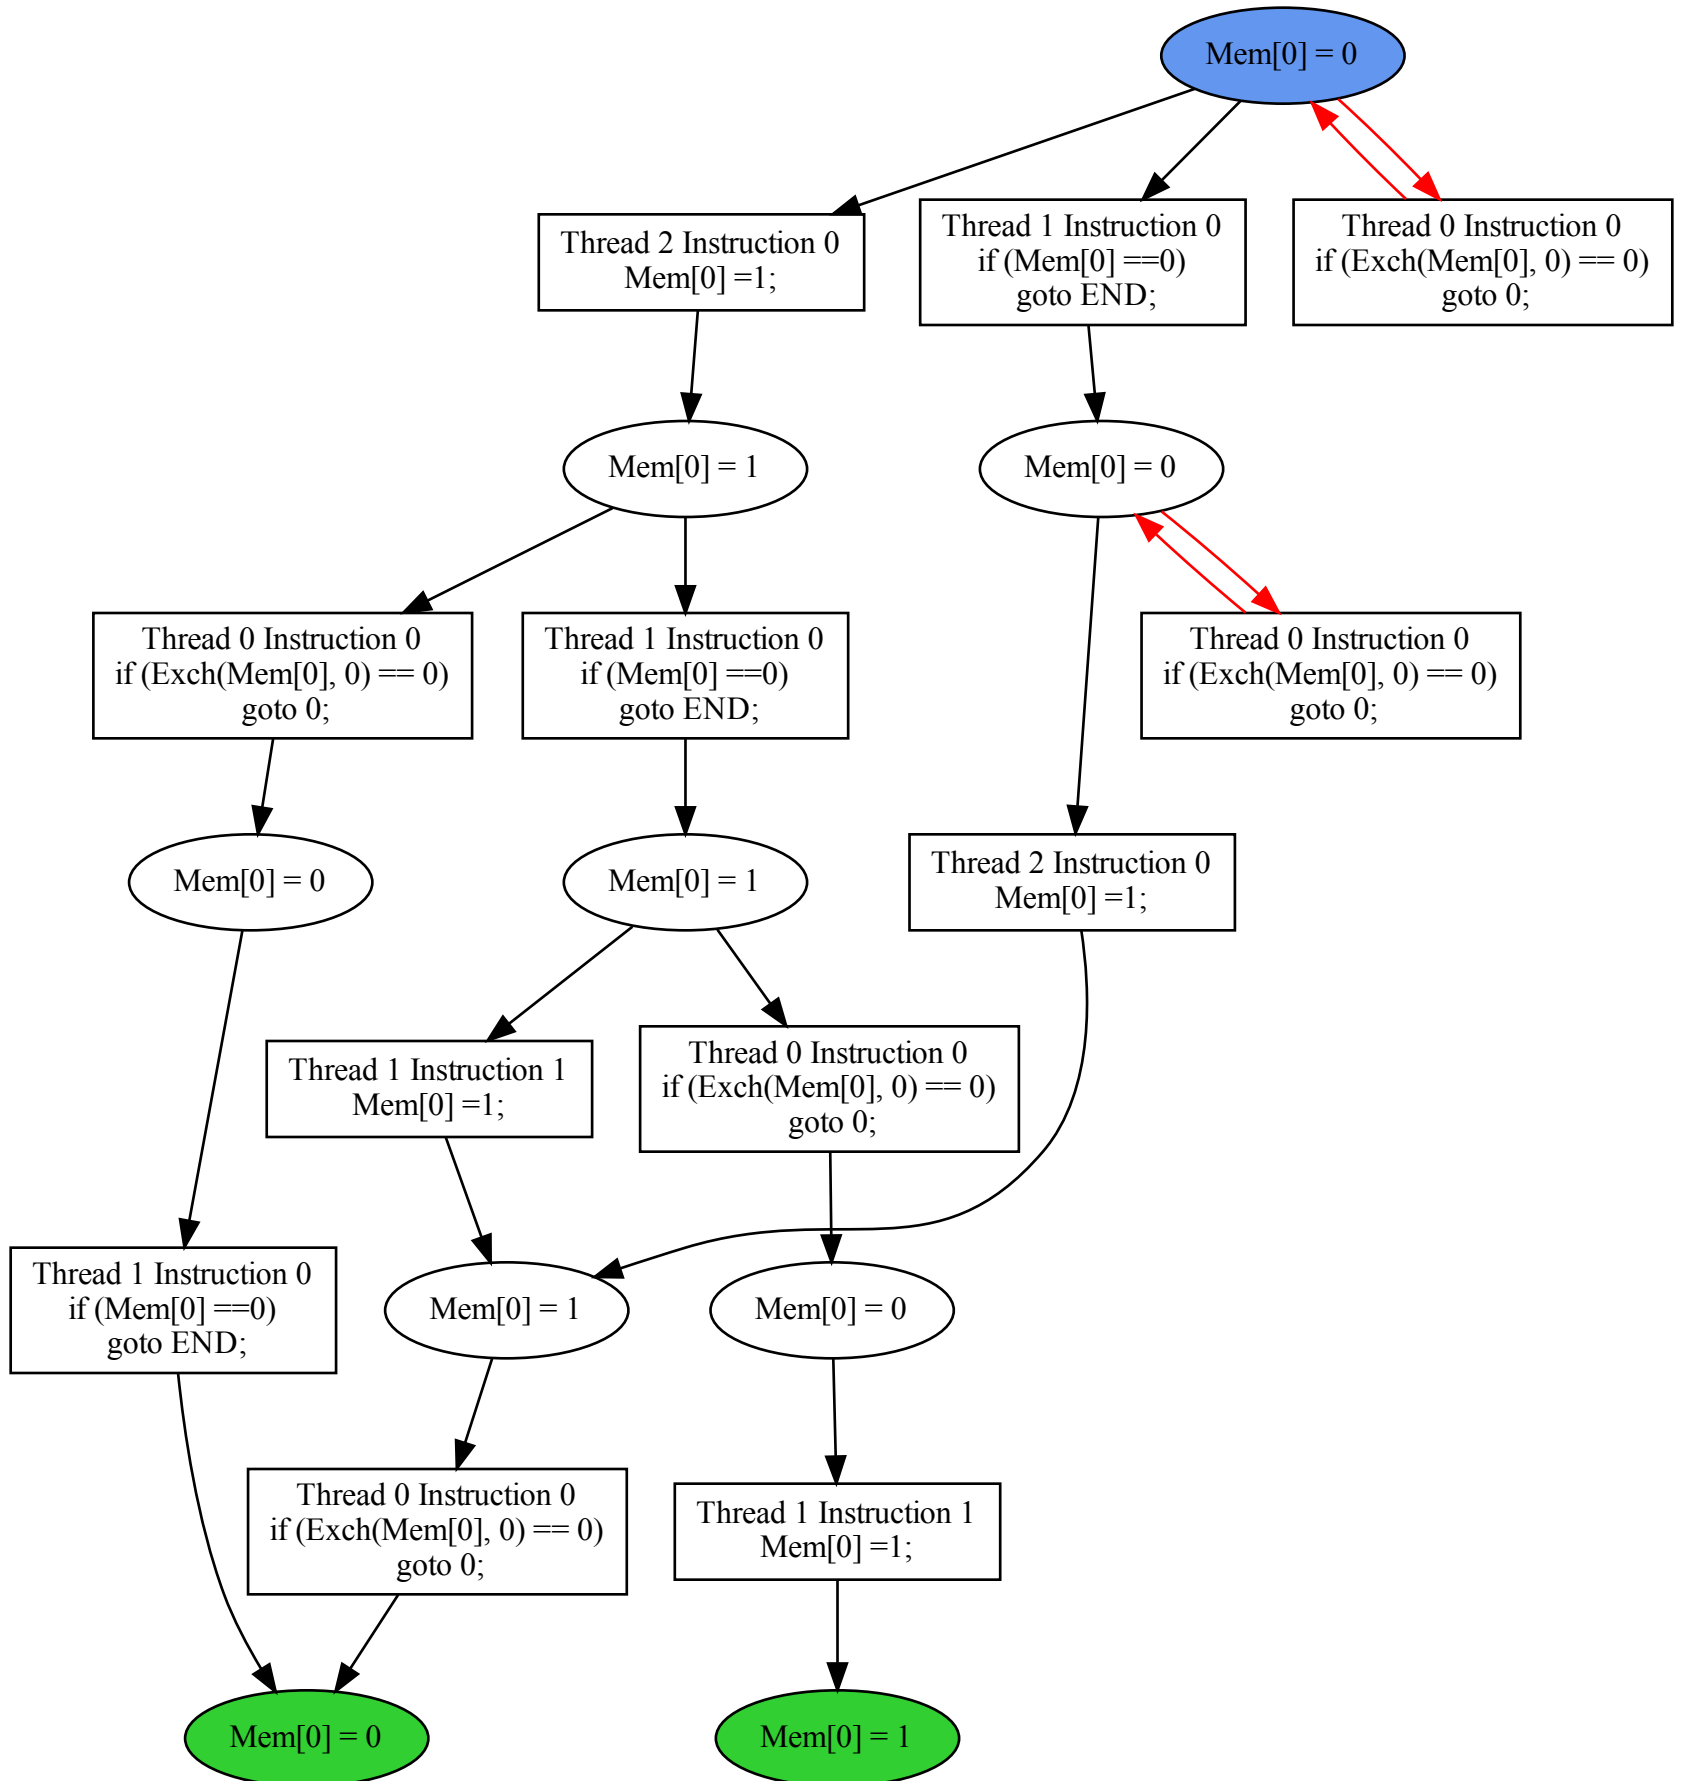 Mem[0] = 0
Thread 2 Instruction 0
Mem[0] =1;
Thread 1 Instruction 0
if (Mem[0] ==0)
goto END;
Thread 0 Instruction 0
if (Exch(Mem[0], 0) == 0)
goto 0;
Mem[0] = 1
Mem[0] = 0
Thread 0 Instruction 0
if (Exch(Mem[0], 0) == 0)
goto 0;
Thread 1 Instruction 0
if (Mem[0] ==0)
goto END;
Thread 0 Instruction 0
if (Exch(Mem[0], 0) == 0)
goto 0;
Mem[0] = 0
Mem[0] = 1
Thread 2 Instruction 0
Mem[0] =1;
Thread 1 Instruction 1
Mem[0] =1;
Thread 0 Instruction 0
if (Exch(Mem[0], 0) == 0)
goto 0;
Thread 1 Instruction 0
if (Mem[0] ==0)
goto END;
Mem[0] = 1
Mem[0] = 0
Thread 0 Instruction 0
if (Exch(Mem[0], 0) == 0)
goto 0;
Thread 1 Instruction 1
Mem[0] =1;
Mem[0] = 0
Mem[0] = 1